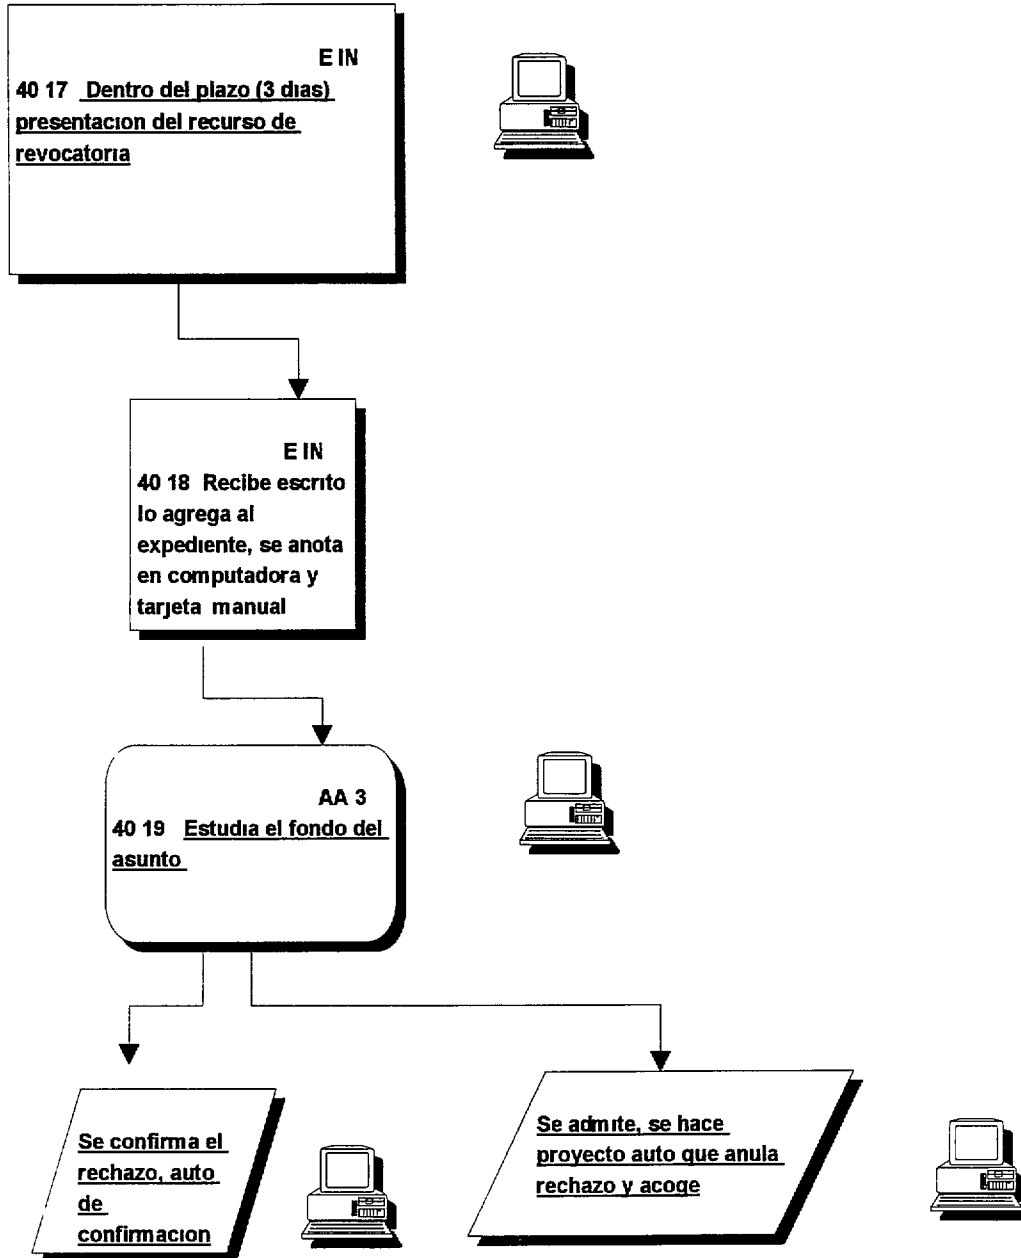 E IN
40 17 Dentro del plazo (3 dias)
presentacion del recurso de
revocatoria
E IN
40 18 Recibe escrito
lo agrega al
expediente, se anota
en computadora y
tarjeta manual
AA 3
40 19 Estudia el fondo del
asunto
Se confirma el
rechazo, auto
de
confirmacion
Se admite, se hace
proyecto auto que anula
rechazo y acoge